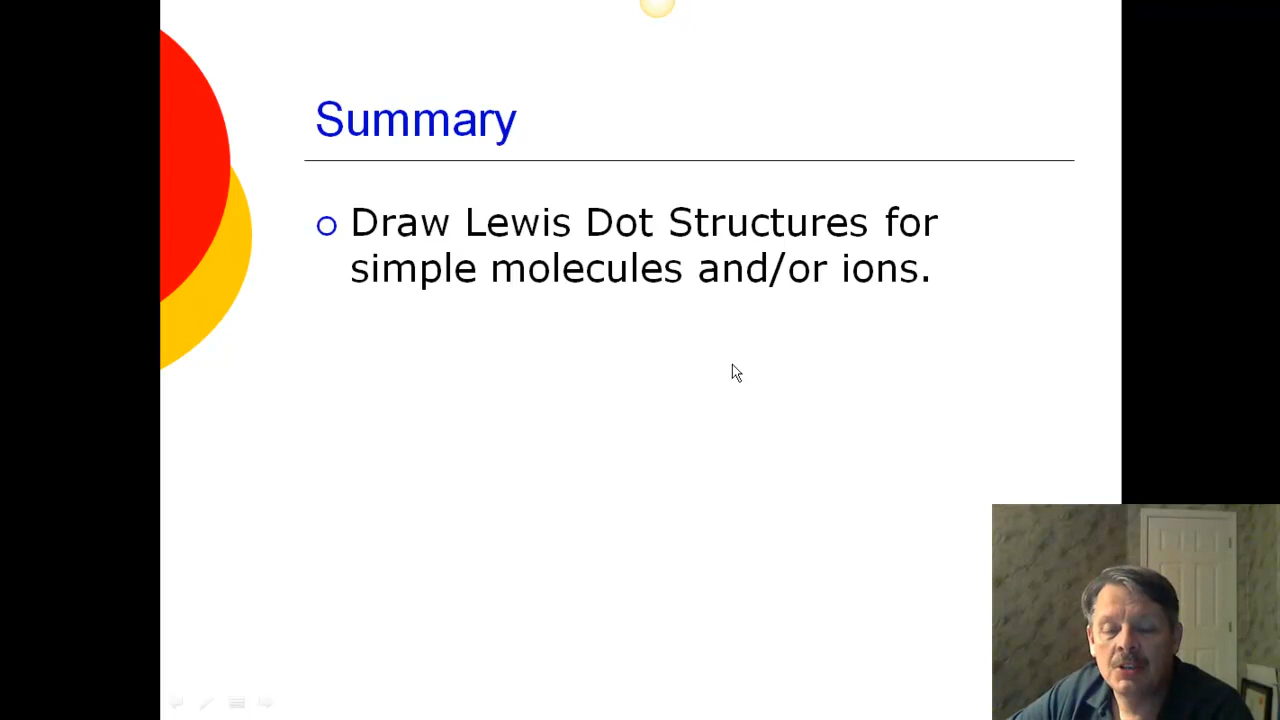 Summary
Draw Lewis Dot Structures for
simple molecules and/or ions.